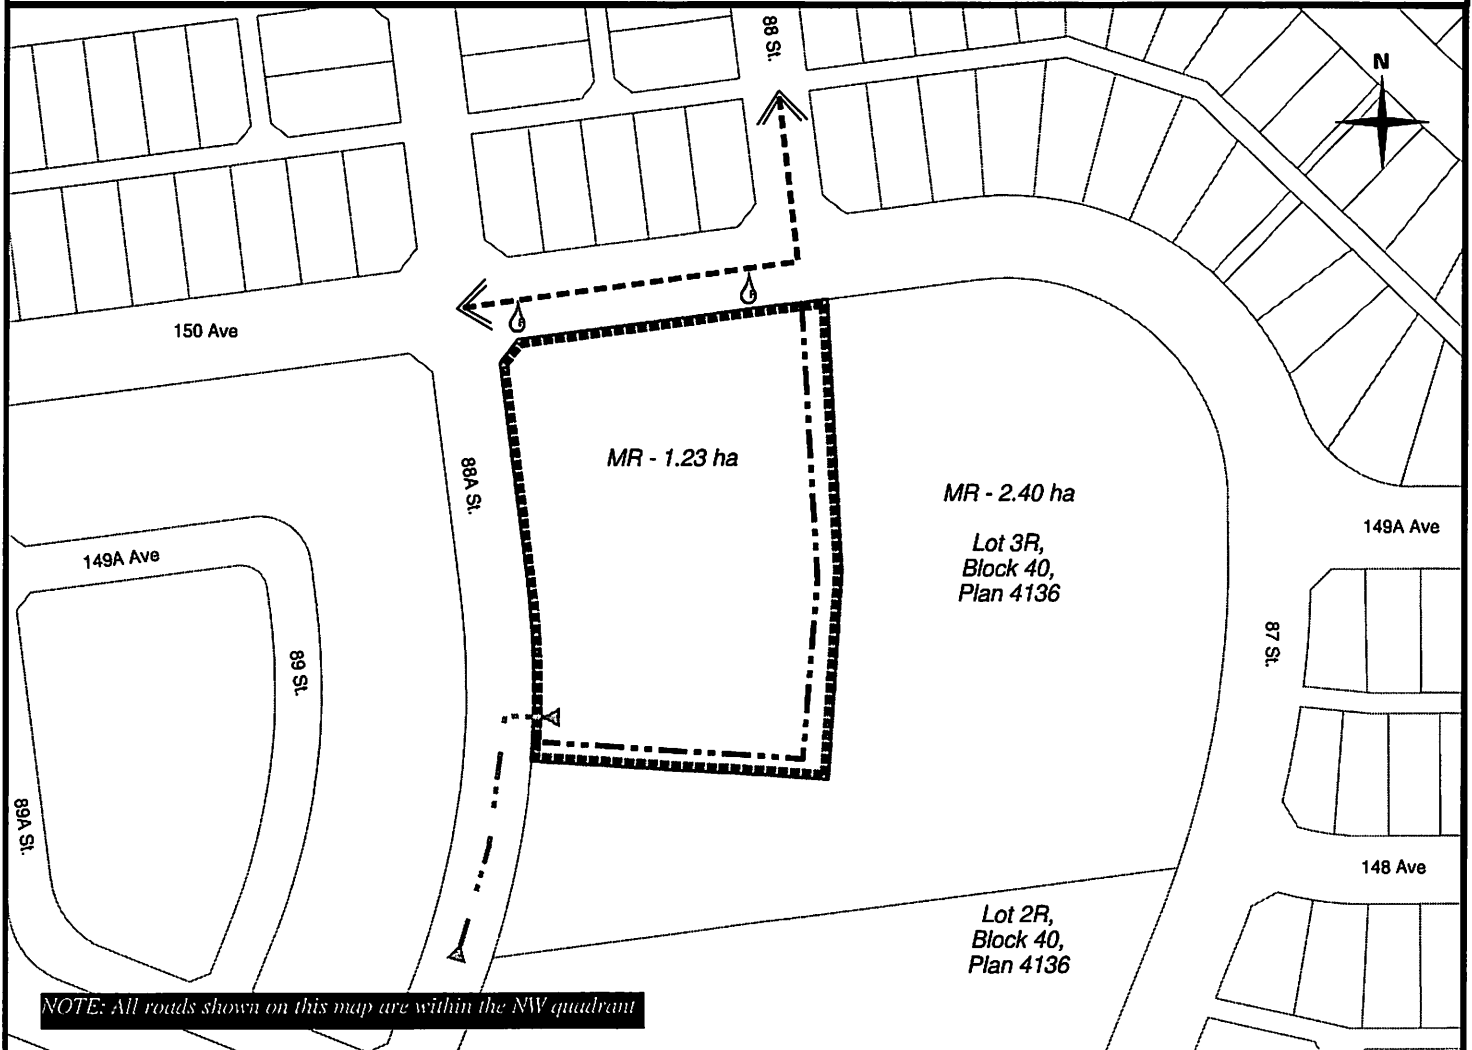 88 St.
N
150 Ave
MR - 1.23 ha
88A St.
MR - 2.40 ha
Lot 3R,
Block 40,
Plan 4136
149A Ave
149A Ave
89 St.
87 St.
89A St.
148 Ave
Lot 2R,
Block 40,
Plan 4136
NOTE: All roads shown on this map are within the NW quadrant